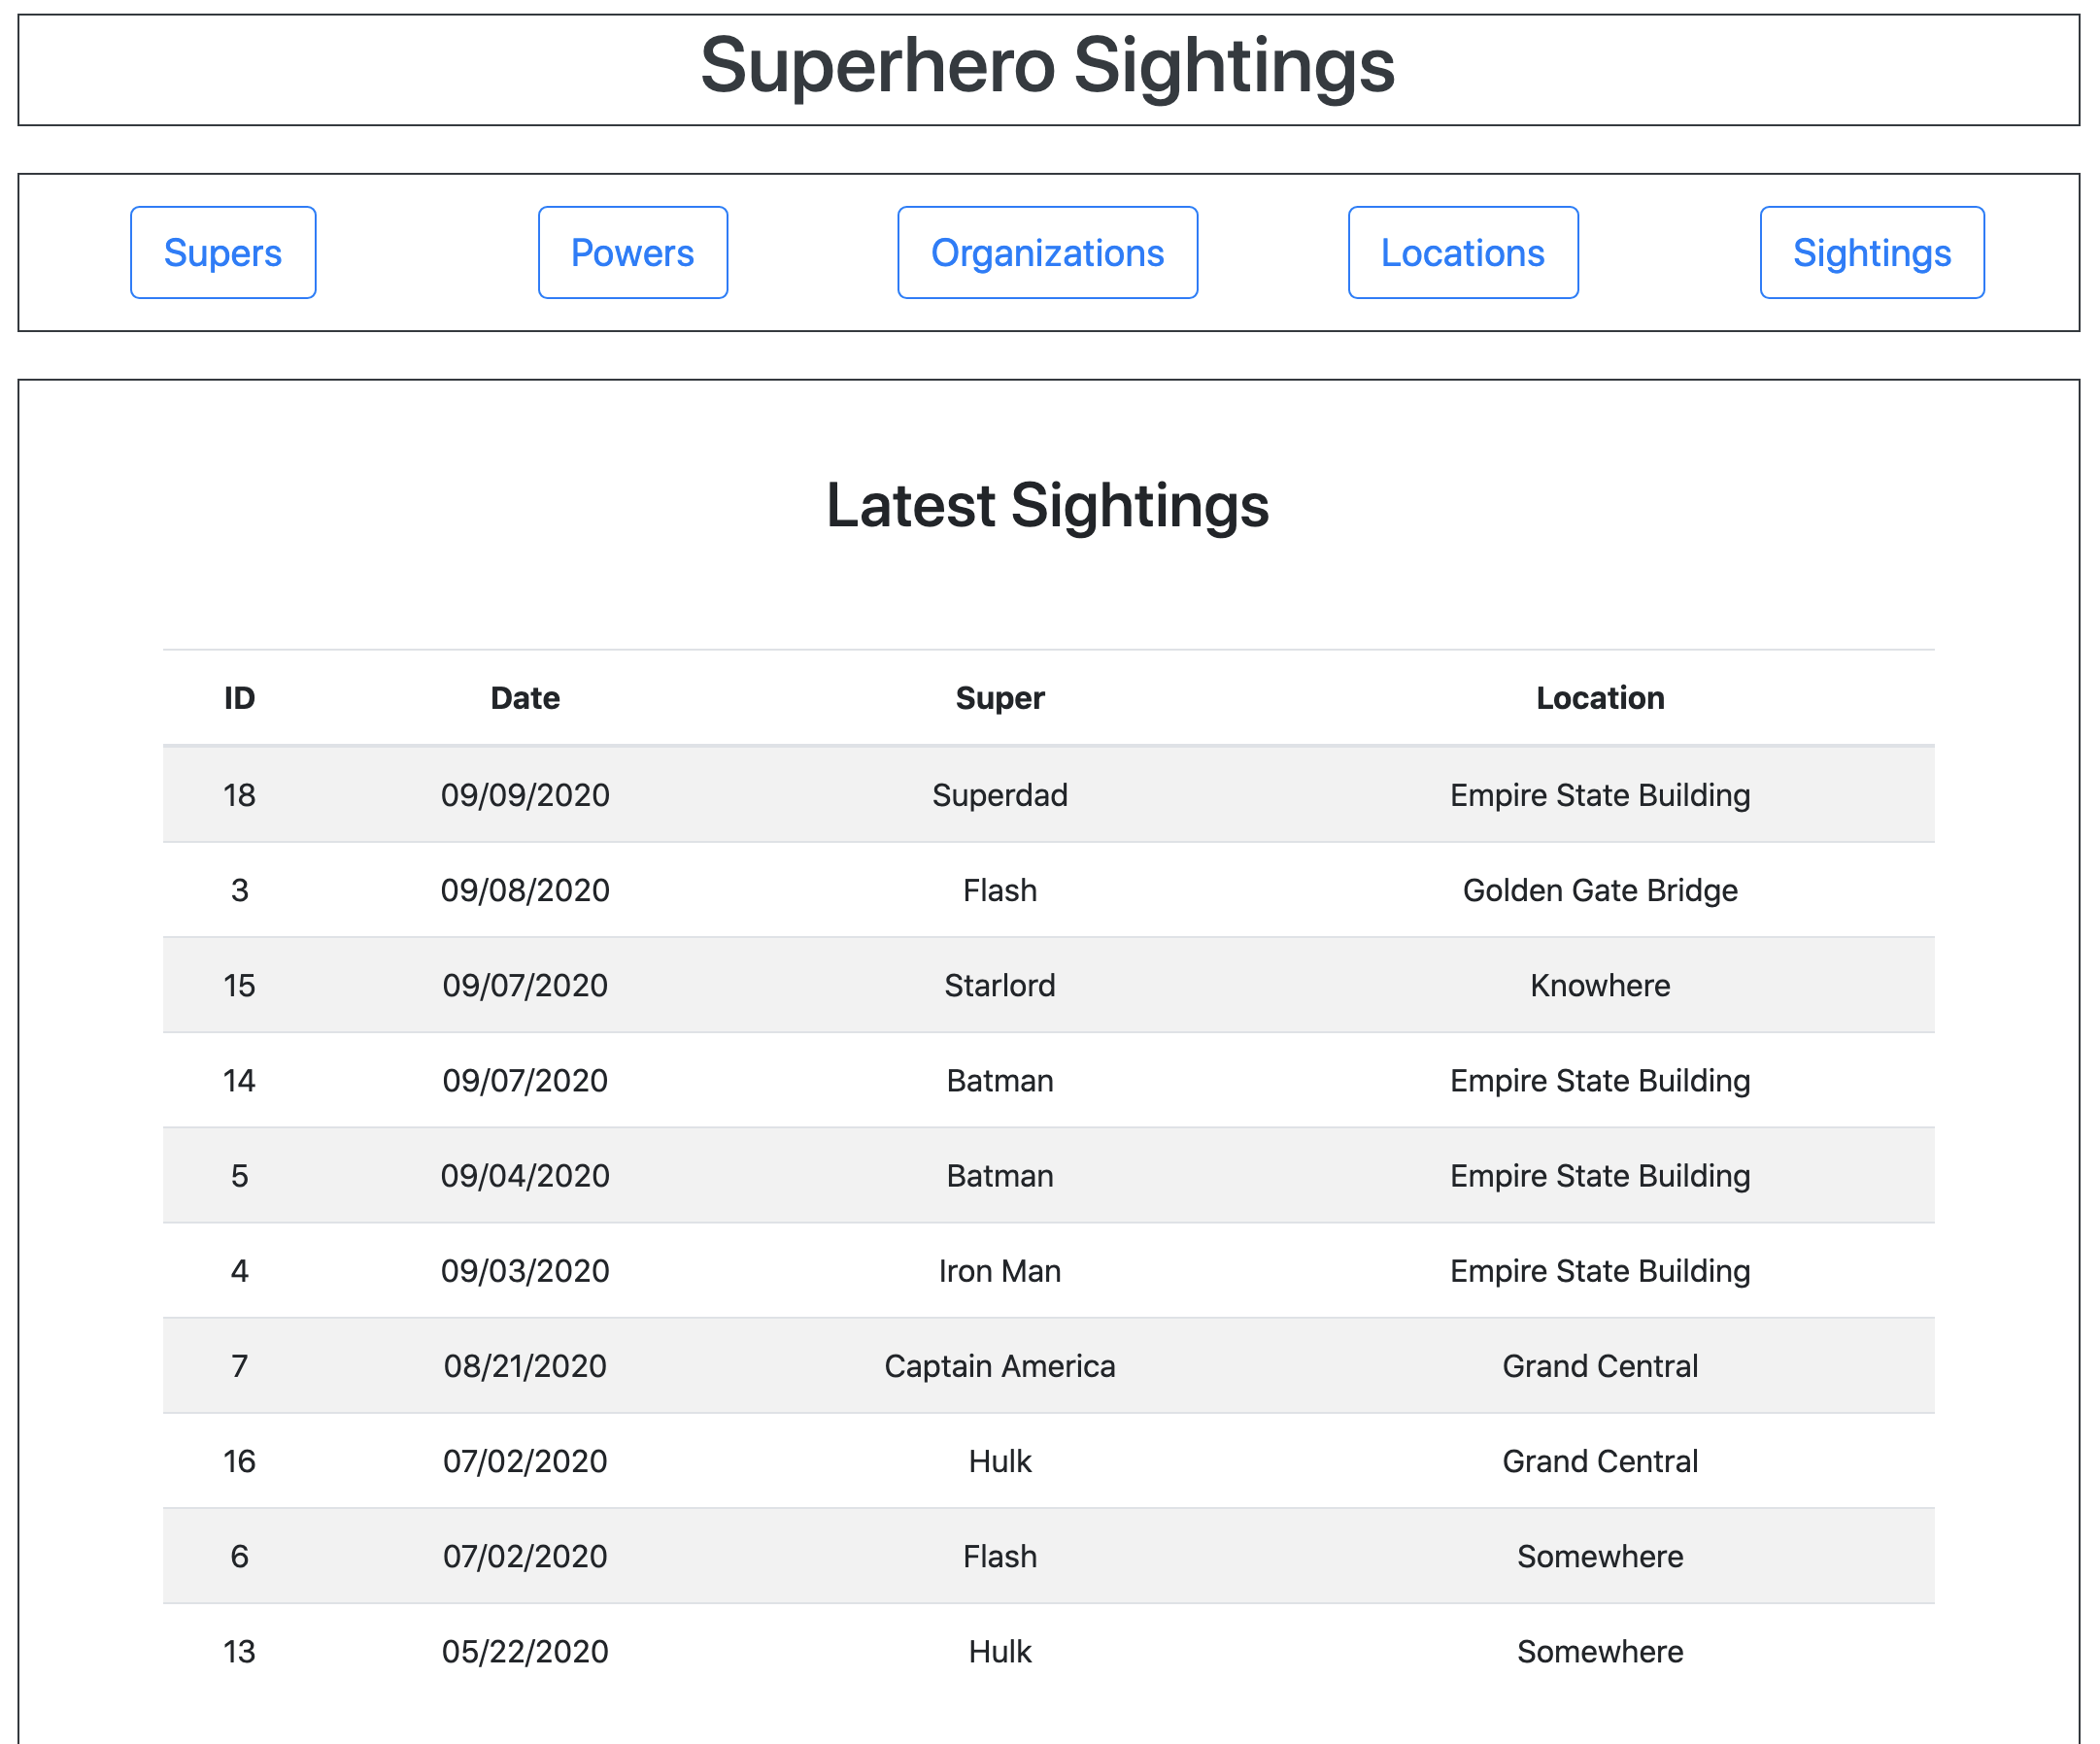 Superhero Sightings
Supers Powers Organizations Locations Sightings
Latest Sightings
ID Date Super Location
18 09/09/2020 Superdad Empire State Building
3 09/08/2020 Flash Golden Gate Bridge
15 09/07/2020 Starlord Knowhere
14 09/07/2020 Batman Empire State Building
5 09/04/2020 Batman Empire State Building
4 09/03/2020 Iron Man Empire State Building
7 08/21/2020 Captain America Grand Central
16 07/02/2020 Hulk Grand Central
6 07/02/2020 Flash Somewhere
13 05/22/2020 Hulk Somewhere